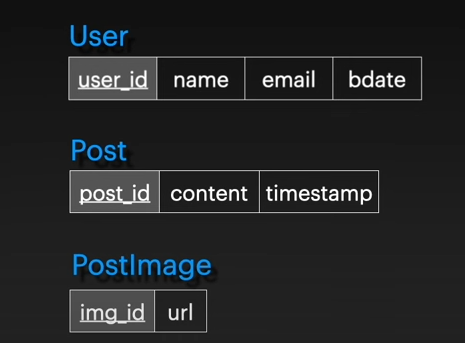 User
user_id name email bdate
Post
post_id content timestamp
PostImage
img_id url